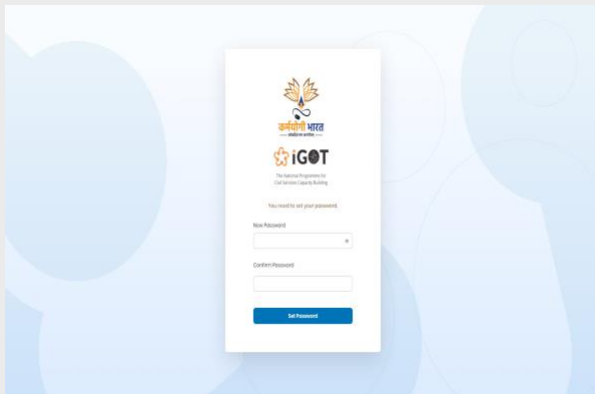 कर्मयोगी भारत
iGOT
The National Programme for
Civil Services Capacity Building
You need to set your password
New Password
Confirm Password
Set Password